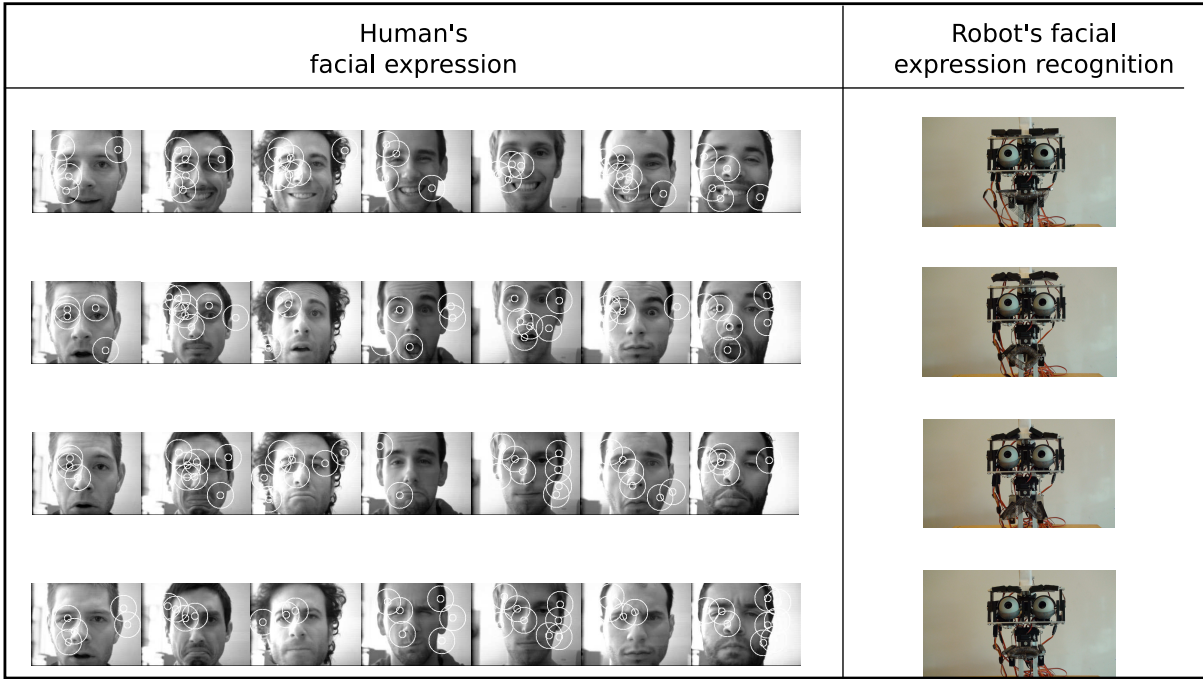 Human's
facial expression
Robot's facial
expression recognition